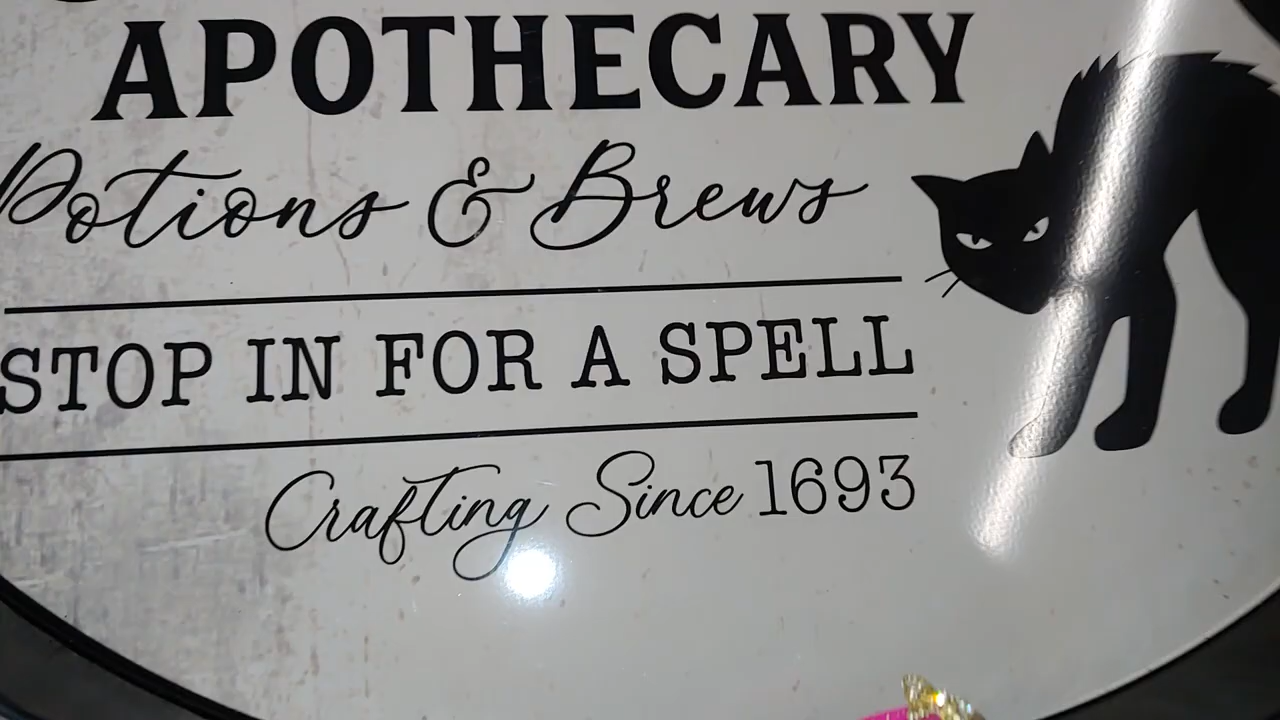 APOTHECARY
Potions & Brews
STOP IN FOR A SPELL
Crafting Since 1693